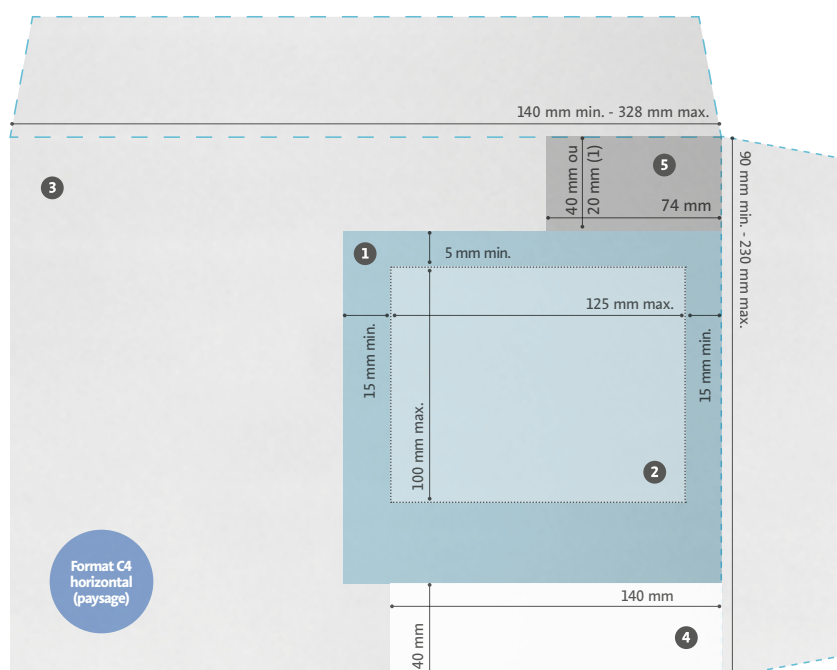 140 mm min. - 328 mm max.
3
40 mm ou
20 mm (1)
5
74 mm
90 mm min. - 230 mm max.
1
5 mm min.
125 mm max.
15 mm min.
15 mm min.
100 mm max.
2
Format C4
horizontal
(paysage)
140 mm
40 mm
4